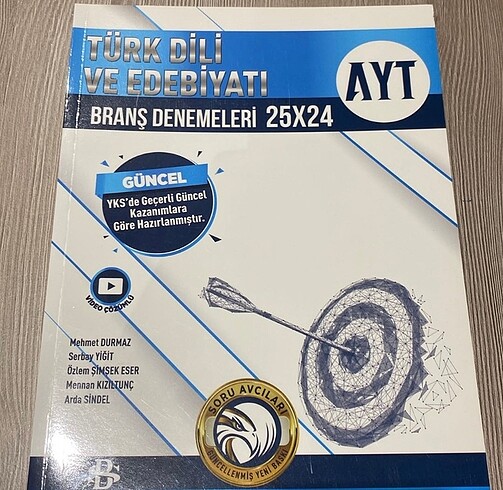 TÜRK DİLİ
VE EDEBİYATI
AYT
BRANŞ DENEMELERİ 25X24
GÜNCEL
YKS'de Geçerli Güncel
Kazanımlara
Göre Hazırlanmıştır.
VİDEO ÇÖZÜMLÜ
Mehmet DURMAZ
Serbay YİĞİT
Özlem ŞİMŞEK ESER
Mennan KIZILTUNÇ
Arda SİNDEL
SORU AVCILARI
GÜNCELLENMİŞ YENİ BASKI